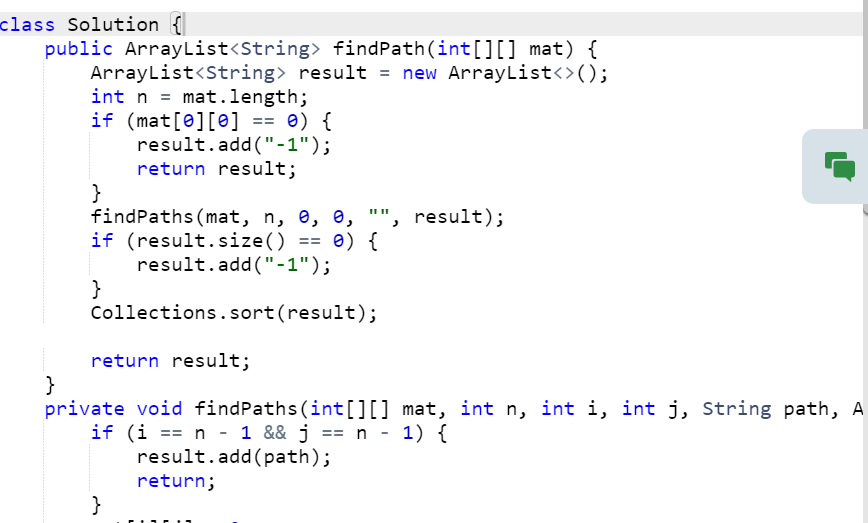 class Solution {
    public ArrayList<String> findPath(int[][] mat) {
        ArrayList<String> result = new ArrayList<>();
        int n = mat.length;
        if (mat[0][0] == 0) {
            result.add("-1");
            return result;
        }
        findPaths(mat, n, 0, 0, "", result);
        if (result.size() == 0) {
            result.add("-1");
        }
        Collections.sort(result);
        return result;
    }
    private void findPaths(int[][] mat, int n, int i, int j, String path, A
        if (i == n - 1 && j == n - 1) {
            result.add(path);
            return;
        }